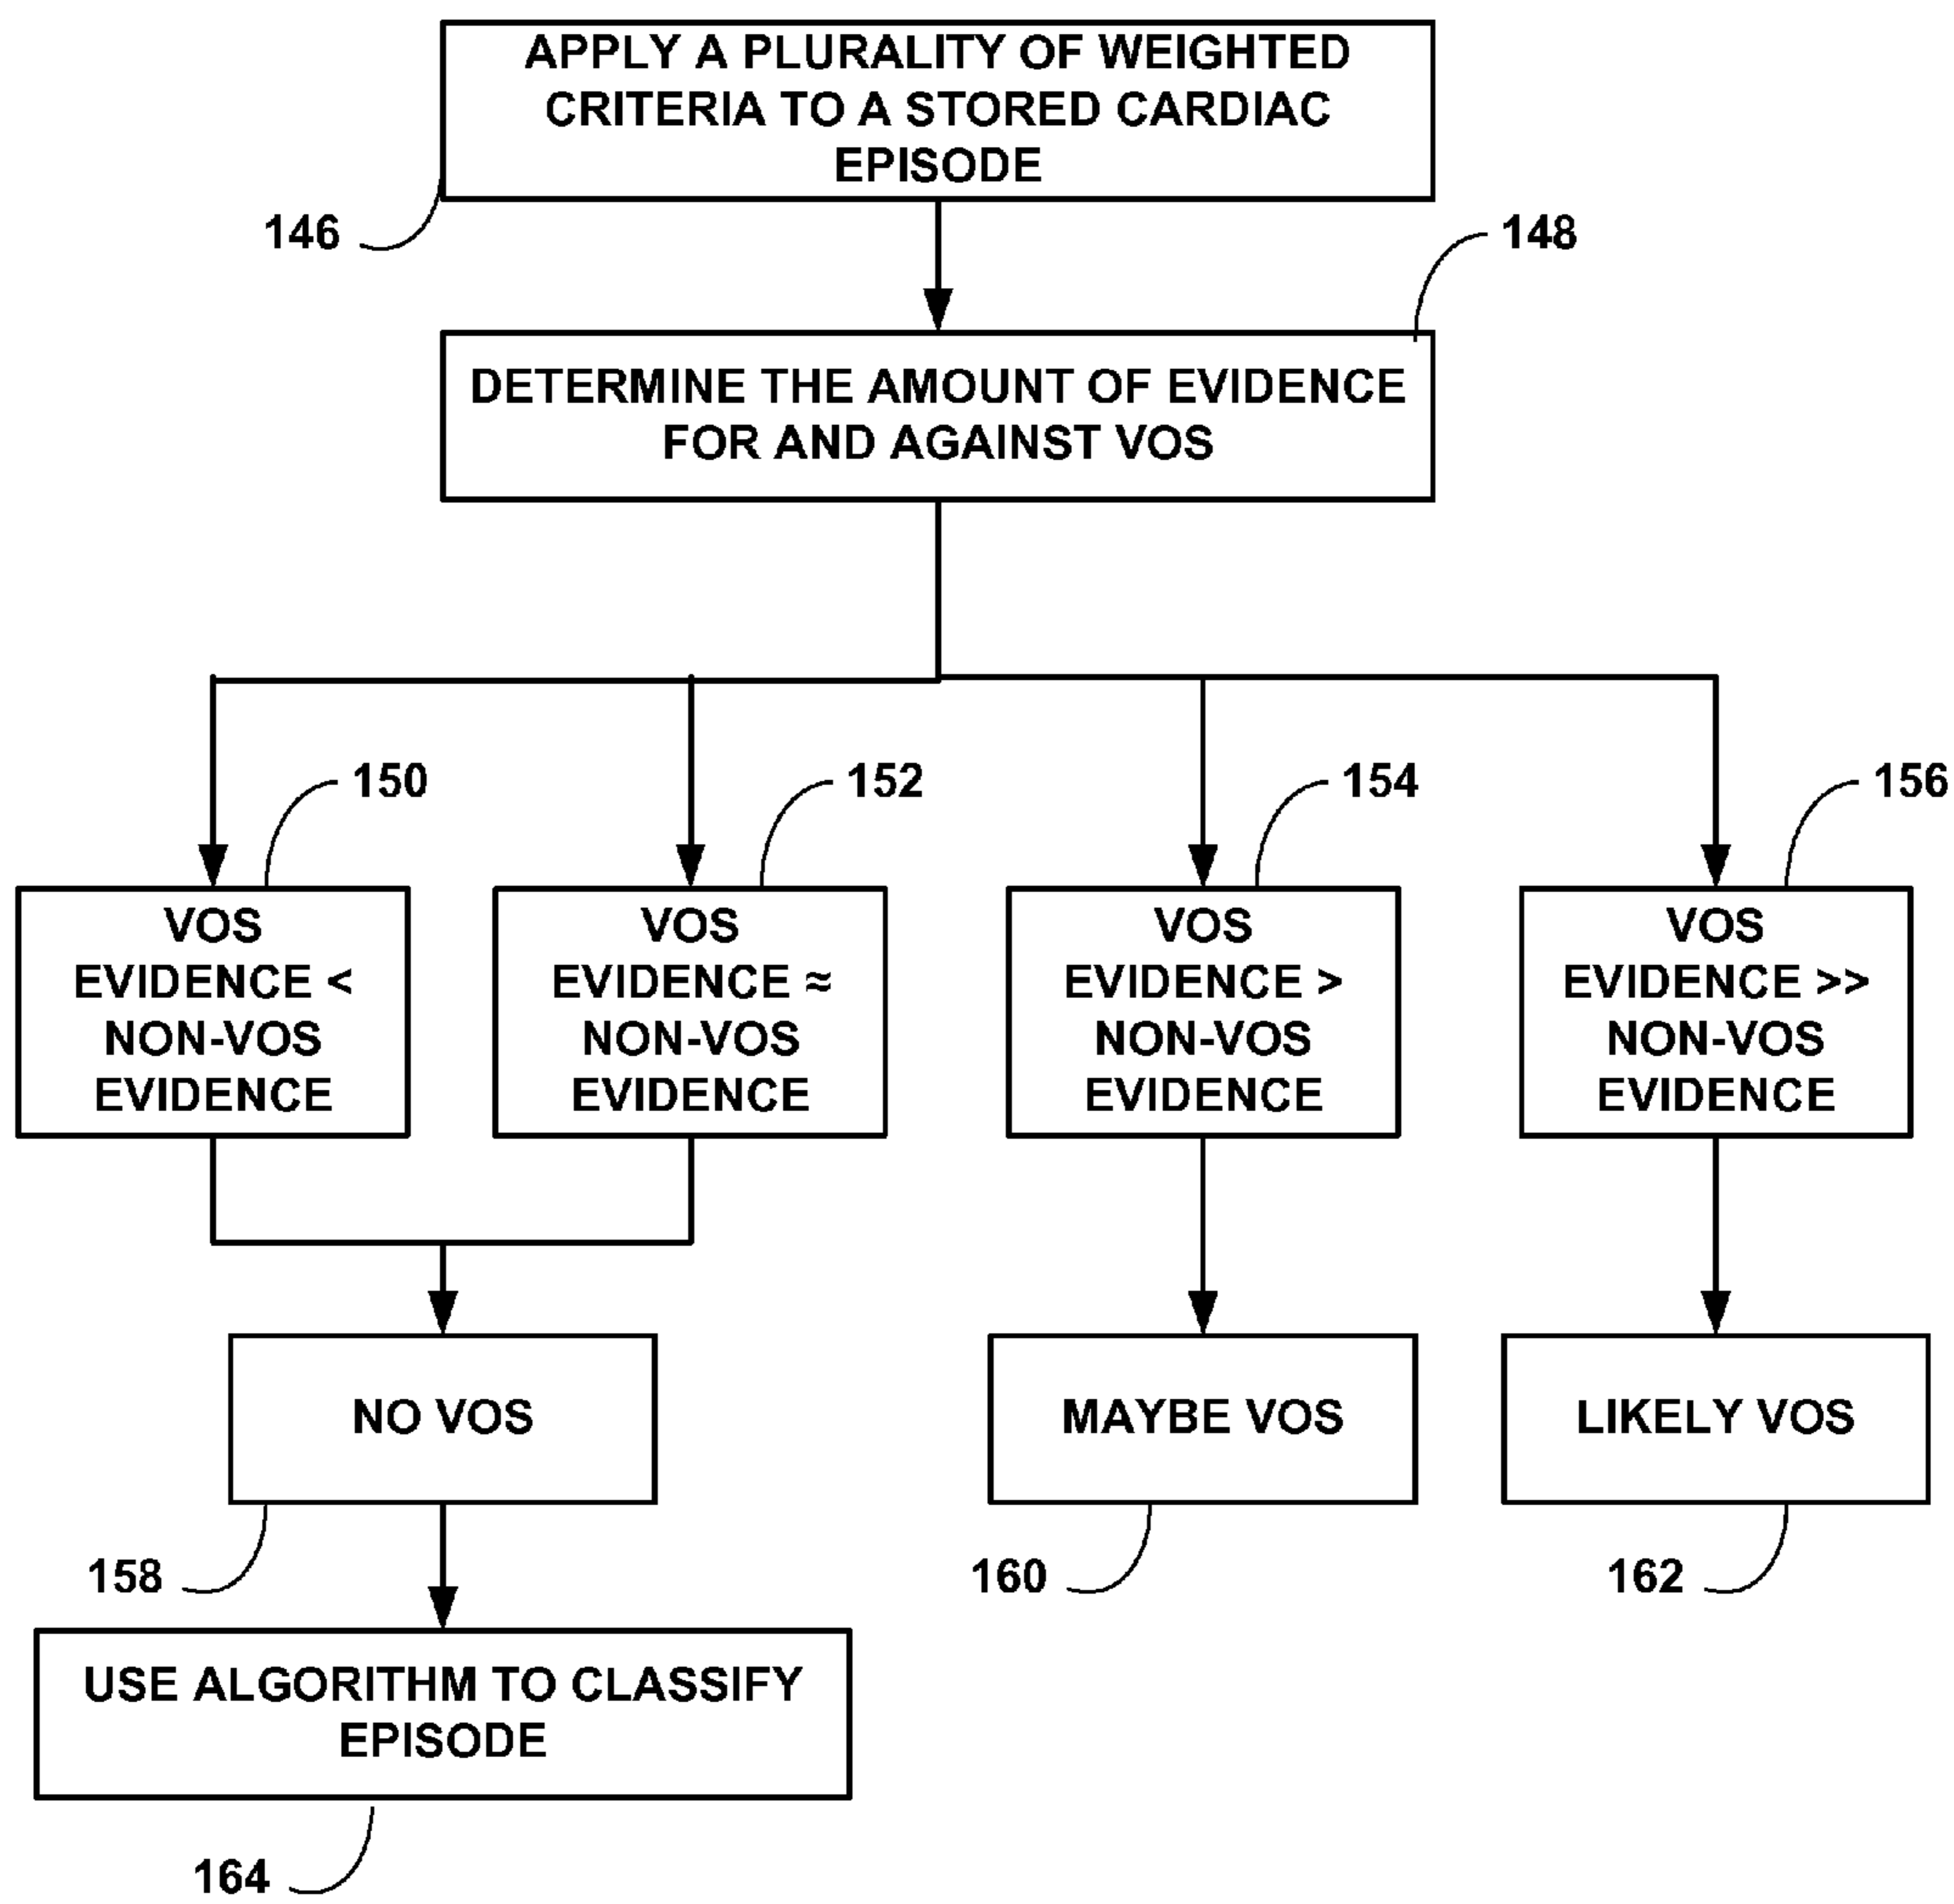 APPLY A PLURALITY OF WEIGHTED
CRITERIA TO A STORED CARDIAC
EPISODE
146
148
DETERMINE THE AMOUNT OF EVIDENCE
FOR AND AGAINST VOS
150
152
154
156
VOS
EVIDENCE <
NON-VOS
EVIDENCE
VOS
EVIDENCE ≈
NON-VOS
EVIDENCE
VOS
EVIDENCE >
NON-VOS
EVIDENCE
VOS
EVIDENCE >>
NON-VOS
EVIDENCE
NO VOS
MAYBE VOS
LIKELY VOS
158
160
162
USE ALGORITHM TO CLASSIFY
EPISODE
164